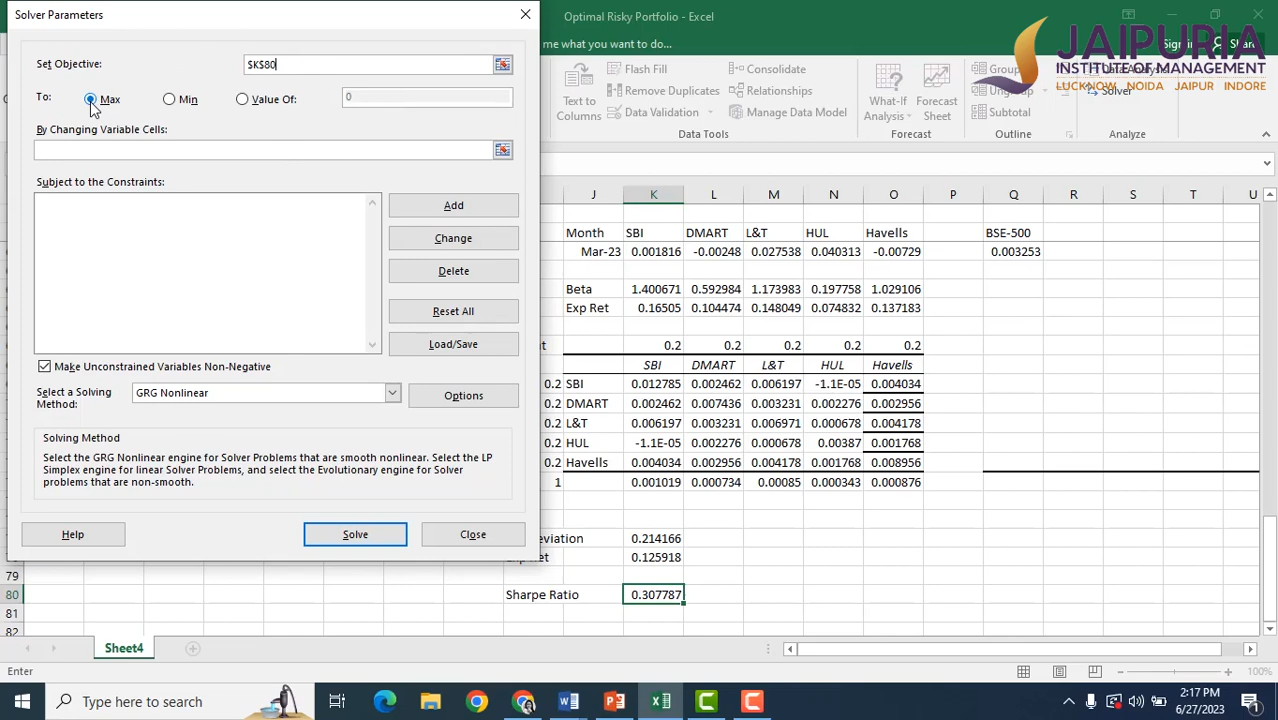 Solver Parameters
Optimal Risky Portfolio - Excel
Set Objective:
$K$80
To:
Max
Min
Value Of:
0
By Changing Variable Cells:
Subject to the Constraints:
Add
Change
Delete
Reset All
Load/Save
Make Unconstrained Variables Non-Negative
Select a Solving Method:
GRG Nonlinear
Options
Solving Method
Select the GRG Nonlinear engine for Solver Problems that are smooth nonlinear. Select the LP
Simplex engine for linear Solver Problems, and select the Evolutionary engine for Solver
problems that are non-smooth.
Help
Solve
Close
me what you want to do...
Share
JAIPURIA
INSTITUTE OF MANAGEMENT
LUCKNOW NOIDA JAIPUR INDORE
Text to
Columns
Flash Fill
Remove Duplicates
Data Validation
Consolidate
Relationships
Manage Data Model
Data Tools
What-If
Analysis
Forecast
Sheet
Forecast
Group
Ungroup
Subtotal
Outline
Solver
Analyze
J K L M N O P Q R S T U
Month SBI DMART L&T HUL Havells BSE-500
Mar-23 0.001816 -0.00248 0.027538 0.040313 -0.00729 0.003253
Beta 1.400671 0.592984 1.173983 0.197758 1.029106
Exp Ret 0.16505 0.104474 0.148049 0.074832 0.137183
t 0.2 0.2 0.2 0.2 0.2
SBI DMART L&T HUL Havells
0.2 SBI 0.012785 0.002462 0.006197 -1.1E-05 0.004034
0.2 DMART 0.002462 0.007436 0.003231 0.002276 0.002956
0.2 L&T 0.006197 0.003231 0.006971 0.000678 0.004178
0.2 HUL -1.1E-05 0.002276 0.000678 0.00387 0.001768
0.2 Havells 0.004034 0.002956 0.004178 0.001768 0.008956
1 0.001019 0.000734 0.00085 0.000343 0.000876
eviation 0.214166
Exp Ret 0.125918
79
80 Sharpe Ratio 0.307787
81
82
Sheet4
Enter
100%
Type here to search
2:17 PM
6/27/2023
1